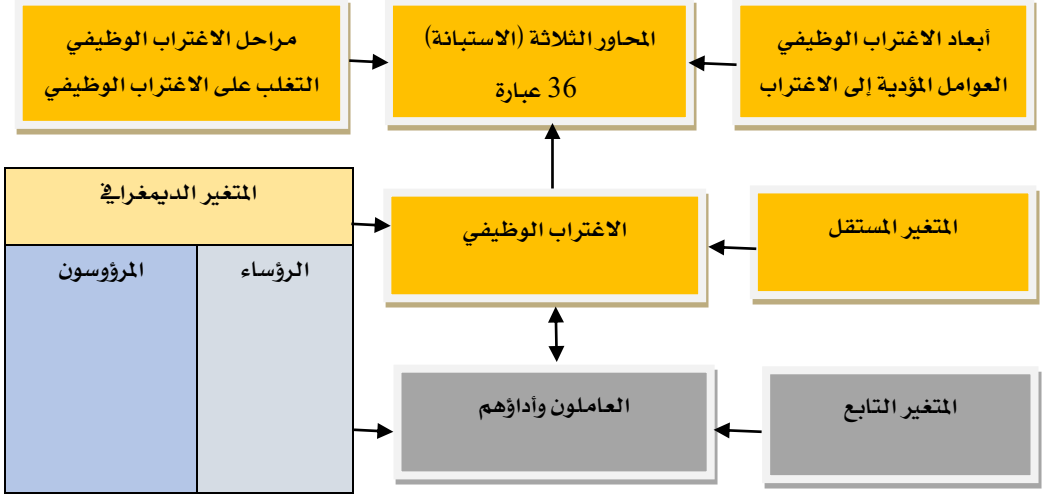 أبعاد الاغتراب الوظيفي
العوامل المؤدية إلى الاغتراب
المحاور الثلاثة (الاستبانة)
36 عبارة
مراحل الاغتراب الوظيفي
التغلب على الاغتراب الوظيفي
المتغير المستقل
الاغتراب الوظيفي
المتغير الديمغرافي
الرؤساء
المرؤوسون
المتغير التابع
العاملون وأداؤهم